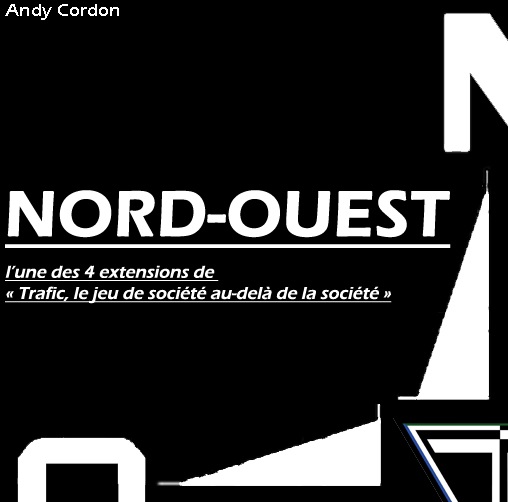 Andy Cordon
N
NORD-OUEST
l'une des 4 extensions de
« Trafic, le jeu de société au-delà de la société »
O